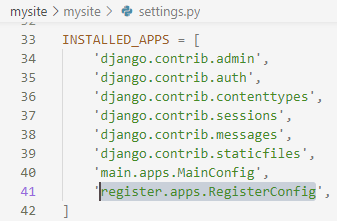 mysite > mysite > settings.py
33 INSTALLED_APPS = [
34 'django.contrib.admin',
35 'django.contrib.auth',
36 'django.contrib.contenttypes',
37 'django.contrib.sessions',
38 'django.contrib.messages',
39 'django.contrib.staticfiles',
40 'main.apps.MainConfig',
41 'register.apps.RegisterConfig',
42 ]